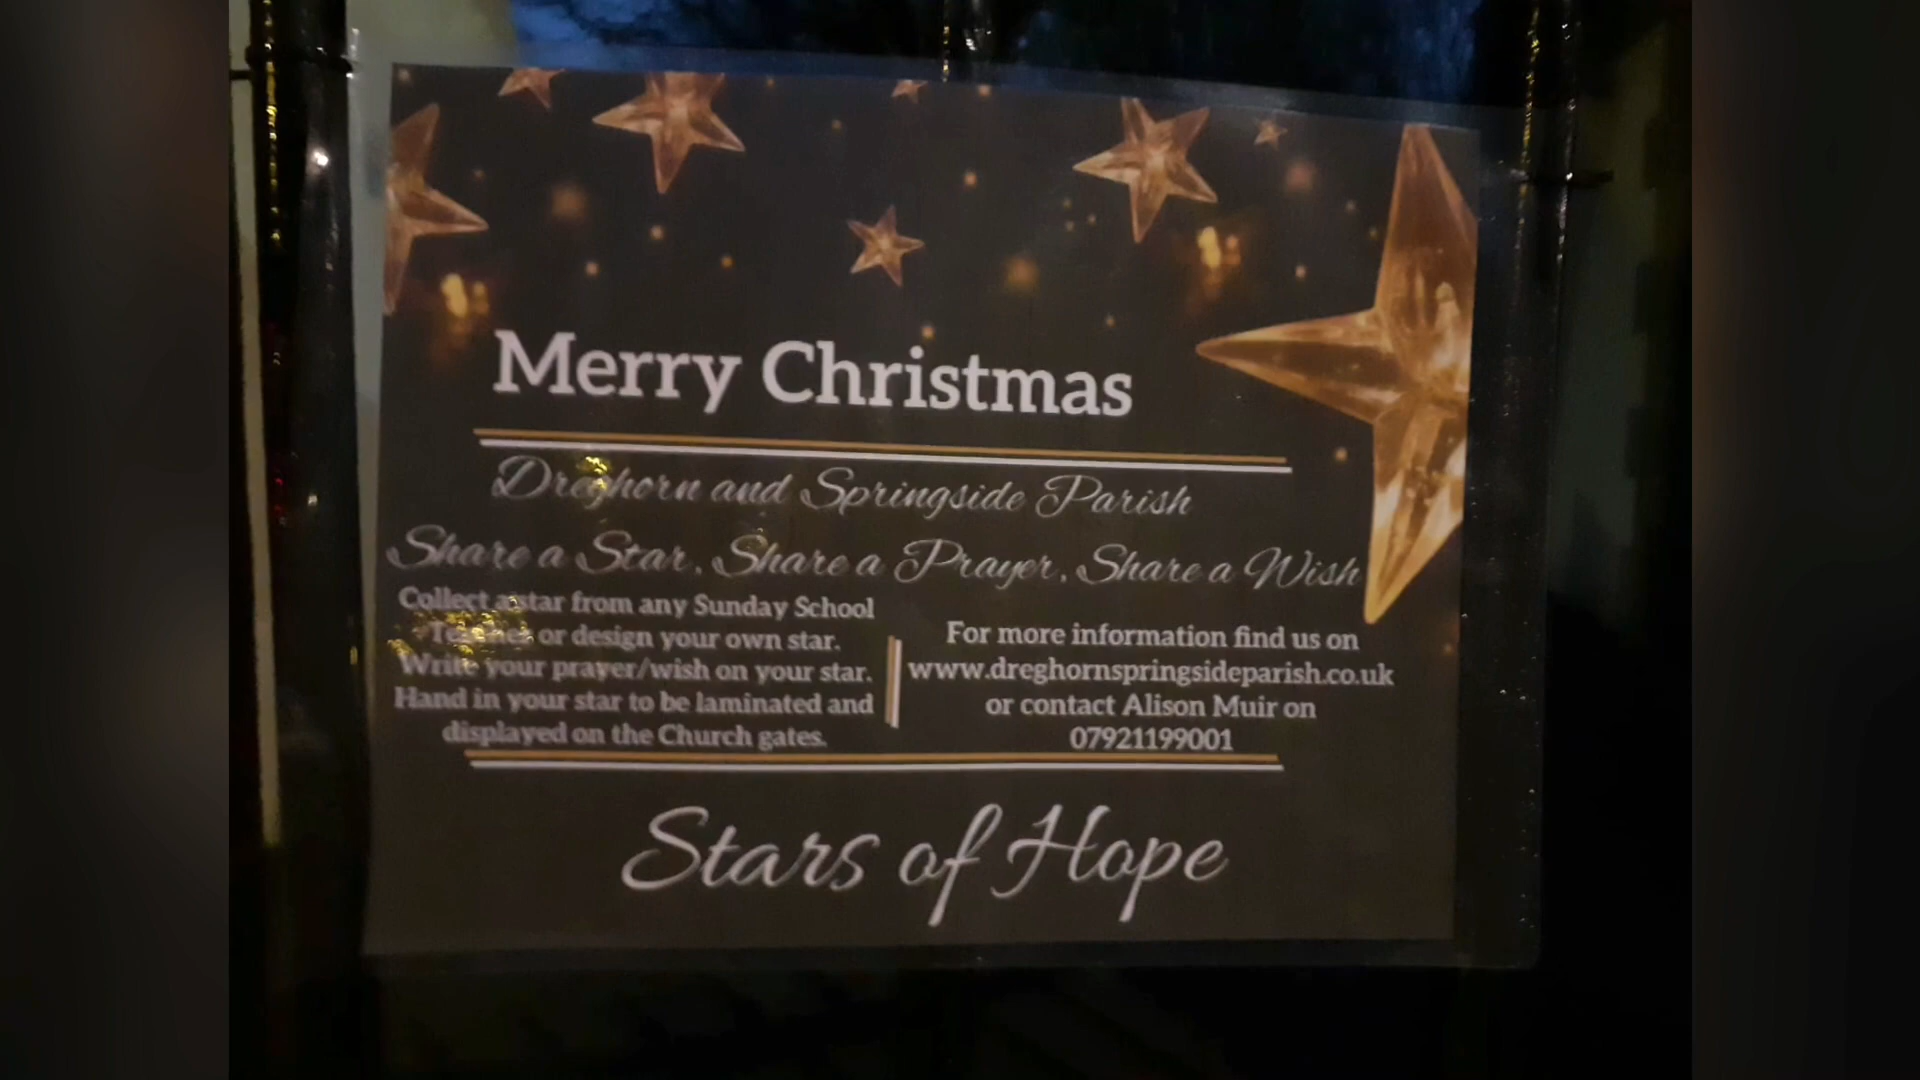 Merry Christmas
Dreghorn and Springside Parish
Share a Star, Share a Prayer, Share a Wish
Collect a star from any Sunday School
Teacher or design your own star.
Write your prayer/wish on your star.
Hand in your star to be laminated and
displayed on the Church gates.
For more information find us on
www.dreghornspringsideparish.co.uk
or contact Alison Muir on
07921199001
Stars of Hope